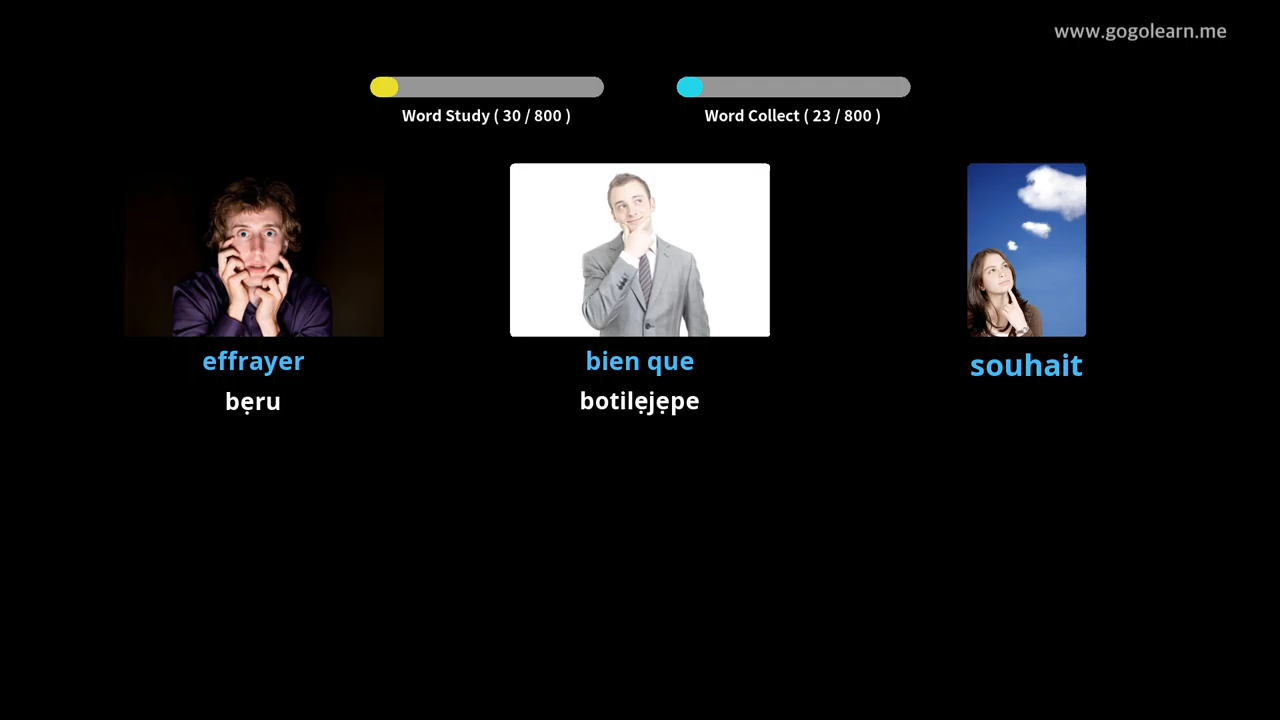 www.gogolearn.me
Word Study ( 30 / 800 )
Word Collect ( 23 / 800 )
effrayer
bẹru
bien que
botilẹjẹpe
souhait